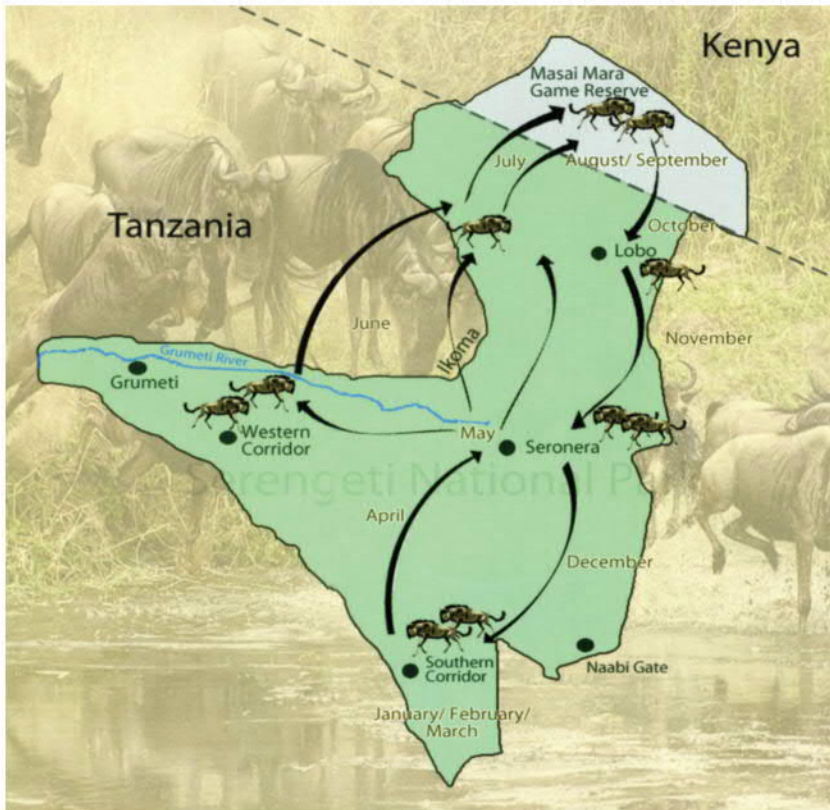 Kenya
Masai Mara
Game Reserve
July
August/ September
Tanzania
October
Lobo
June
November
Ikoma
Grumeti River
Grumeti
Western
Corridor
May
Seronera
Serengeti National Park
April
December
Southern
Corridor
Naabi Gate
January/ February/
March